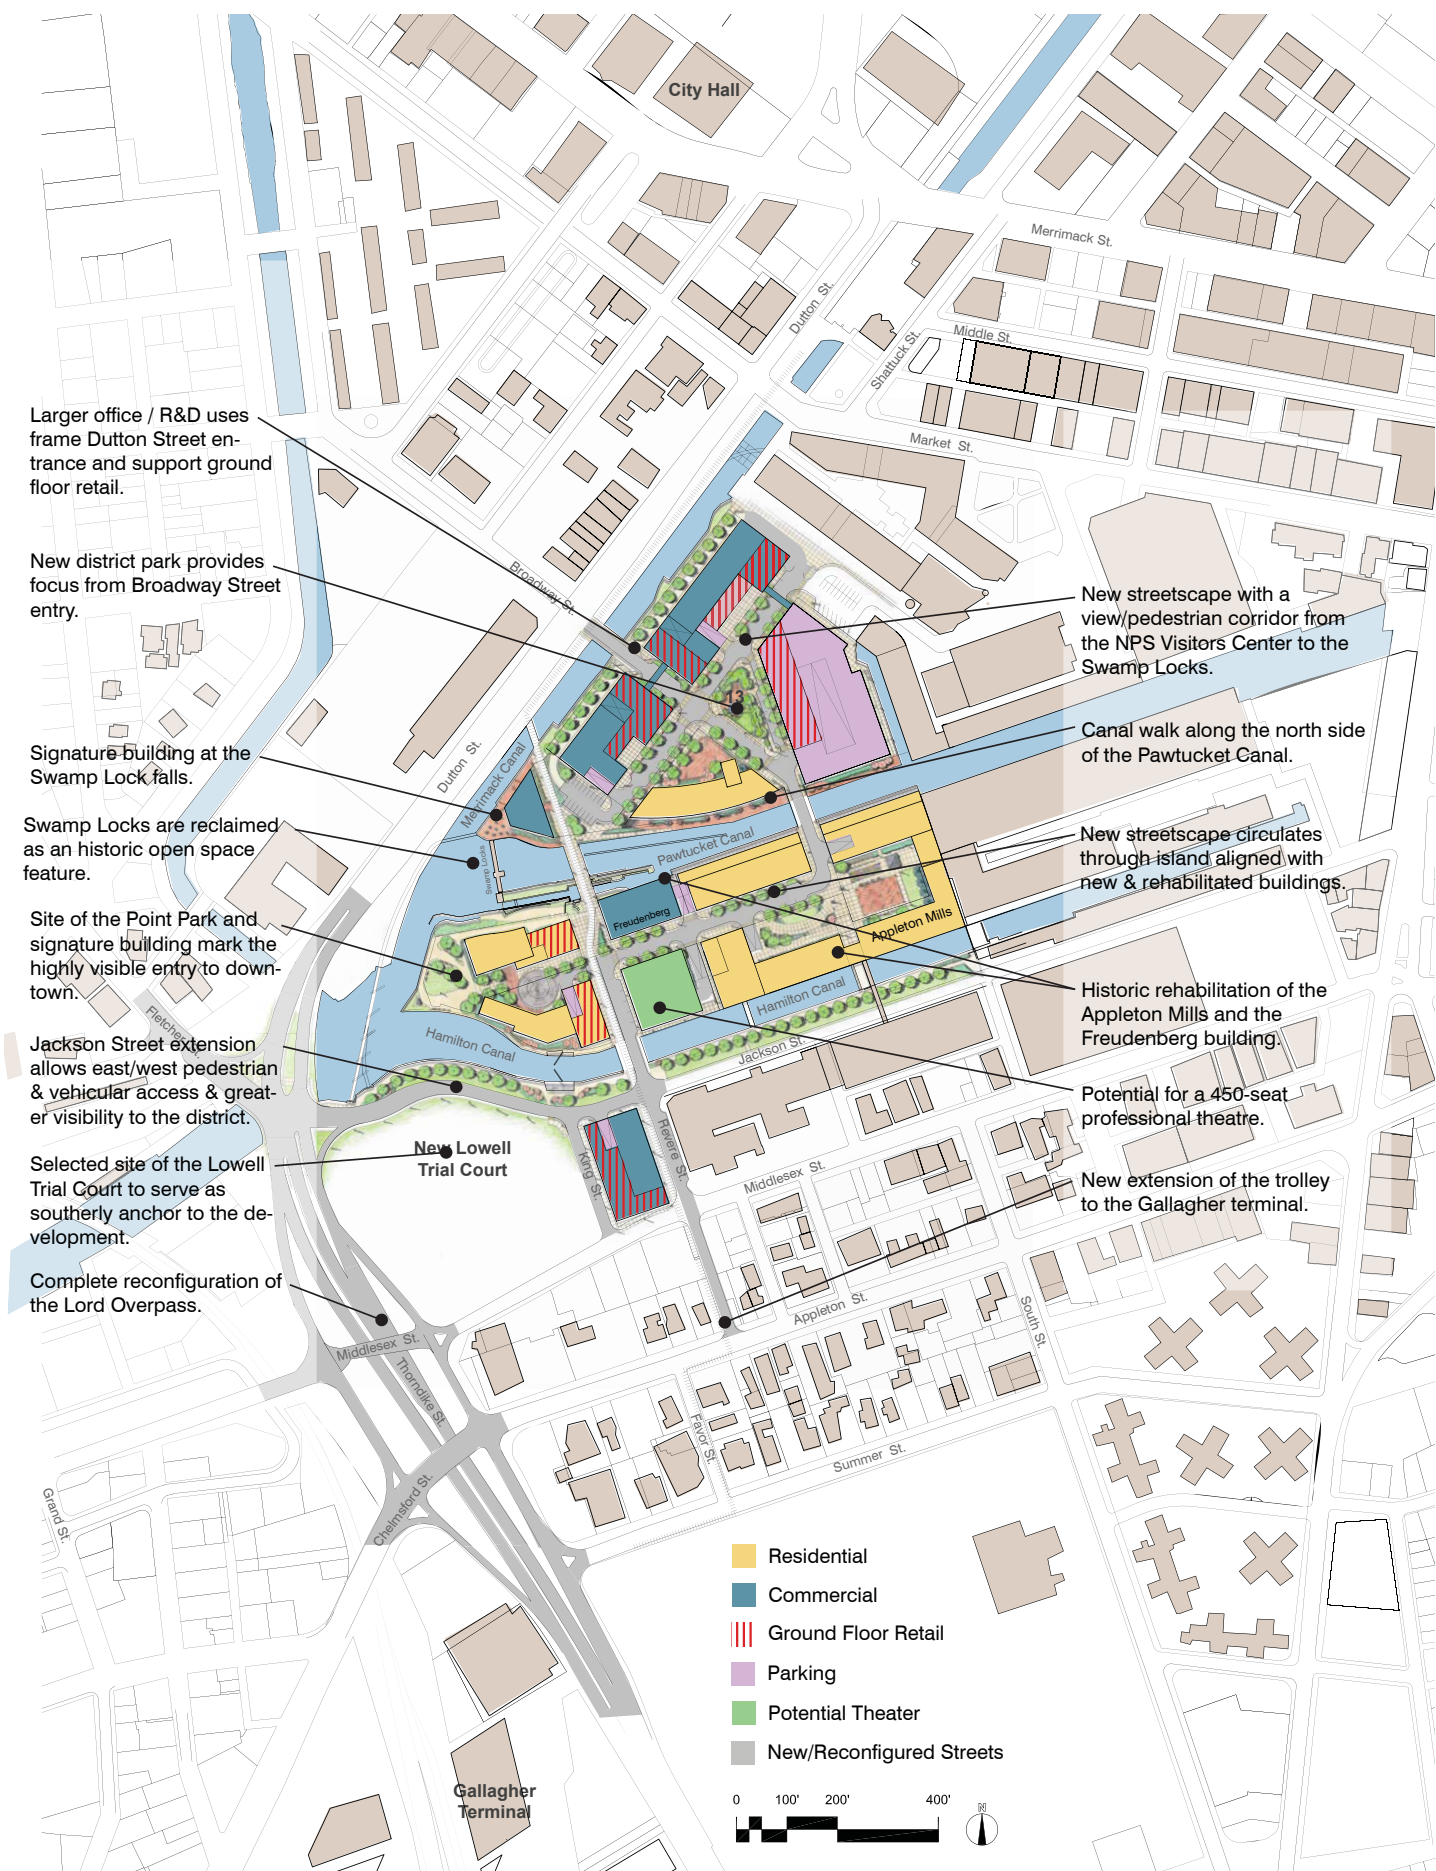 City Hall
Merrimack St.
Dutton St.
Middle St.
Shattuck St.
Market St.
Larger office / R&D uses
frame Dutton Street en-
trance and support ground
floor retail.
New district park provides
focus from Broadway Street
entry.
Broadway St.
New streetscape with a
view/pedestrian corridor from
the NPS Visitors Center to the
Swamp Locks.
13
Canal walk along the north side
of the Pawtucket Canal.
Signature building at the
Swamp Lock falls.
Dutton St.
Merrimack Canal
Swamp Locks are reclaimed
as an historic open space
feature.
Swamp Locks
Pawtucket Canal
New streetscape circulates
through island aligned with
new & rehabilitated buildings.
Site of the Point Park and
signature building mark the
highly visible entry to down-
town.
Freudenberg
Appleton Mills
Historic rehabilitation of the
Appleton Mills and the
Freudenberg building.
Hamilton Canal
Hamilton Canal
Fletcher St.
Jackson St.
Jackson Street extension
allows east/west pedestrian
& vehicular access & great-
er visibility to the district.
Potential for a 450-seat
professional theatre.
New Lowell
Trial Court
King St.
Revere St.
Middlesex St.
Selected site of the Lowell
Trial Court to serve as
southerly anchor to the de-
velopment.
New extension of the trolley
to the Gallagher terminal.
Complete reconfiguration of
the Lord Overpass.
Middlesex St.
Appleton St.
South St.
Thorndike St.
Favor St.
Summer St.
Grand St.
Chelmsford St.
Residential
Commercial
Ground Floor Retail
Parking
Potential Theater
New/Reconfigured Streets
Gallagher
Terminal
0 100' 200' 400'
N